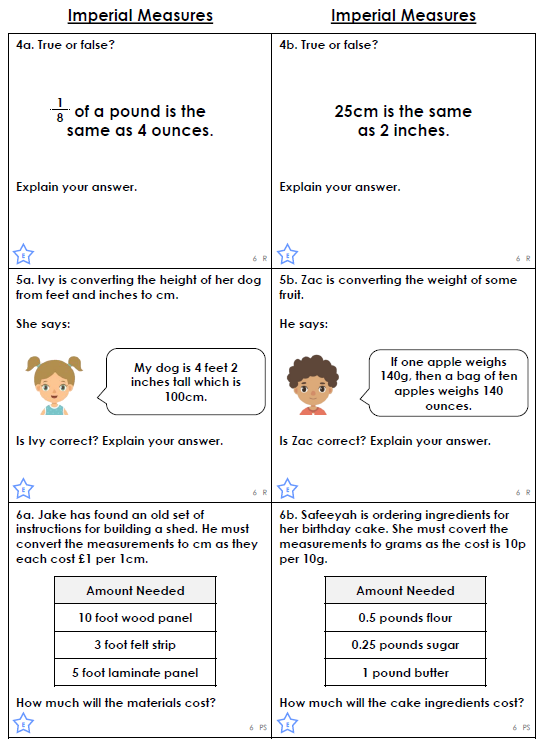 Imperial Measures
4a. True or false?
1/8 of a pound is the
same as 4 ounces.
Explain your answer.
E
6 R
Imperial Measures
4b. True or false?
25cm is the same
as 2 inches.
Explain your answer.
E
6 R
5a. Ivy is converting the height of her dog
from feet and inches to cm.
She says:
My dog is 4 feet 2
inches tall which is
100cm.
Is Ivy correct? Explain your answer.
E
6 R
5b. Zac is converting the weight of some
fruit.
He says:
If one apple weighs
140g, then a bag of ten
apples weighs 140
ounces.
Is Zac correct? Explain your answer.
E
6 R
6a. Jake has found an old set of
instructions for building a shed. He must
convert the measurements to cm as they
each cost £1 per 1cm.
Amount Needed
10 foot wood panel
3 foot felt strip
5 foot laminate panel
How much will the materials cost?
E
6 PS
6b. Safeeyah is ordering ingredients for
her birthday cake. She must covert the
measurements to grams as the cost is 10p
per 10g.
Amount Needed
0.5 pounds flour
0.25 pounds sugar
1 pound butter
How much will the cake ingredients cost?
E
6 PS